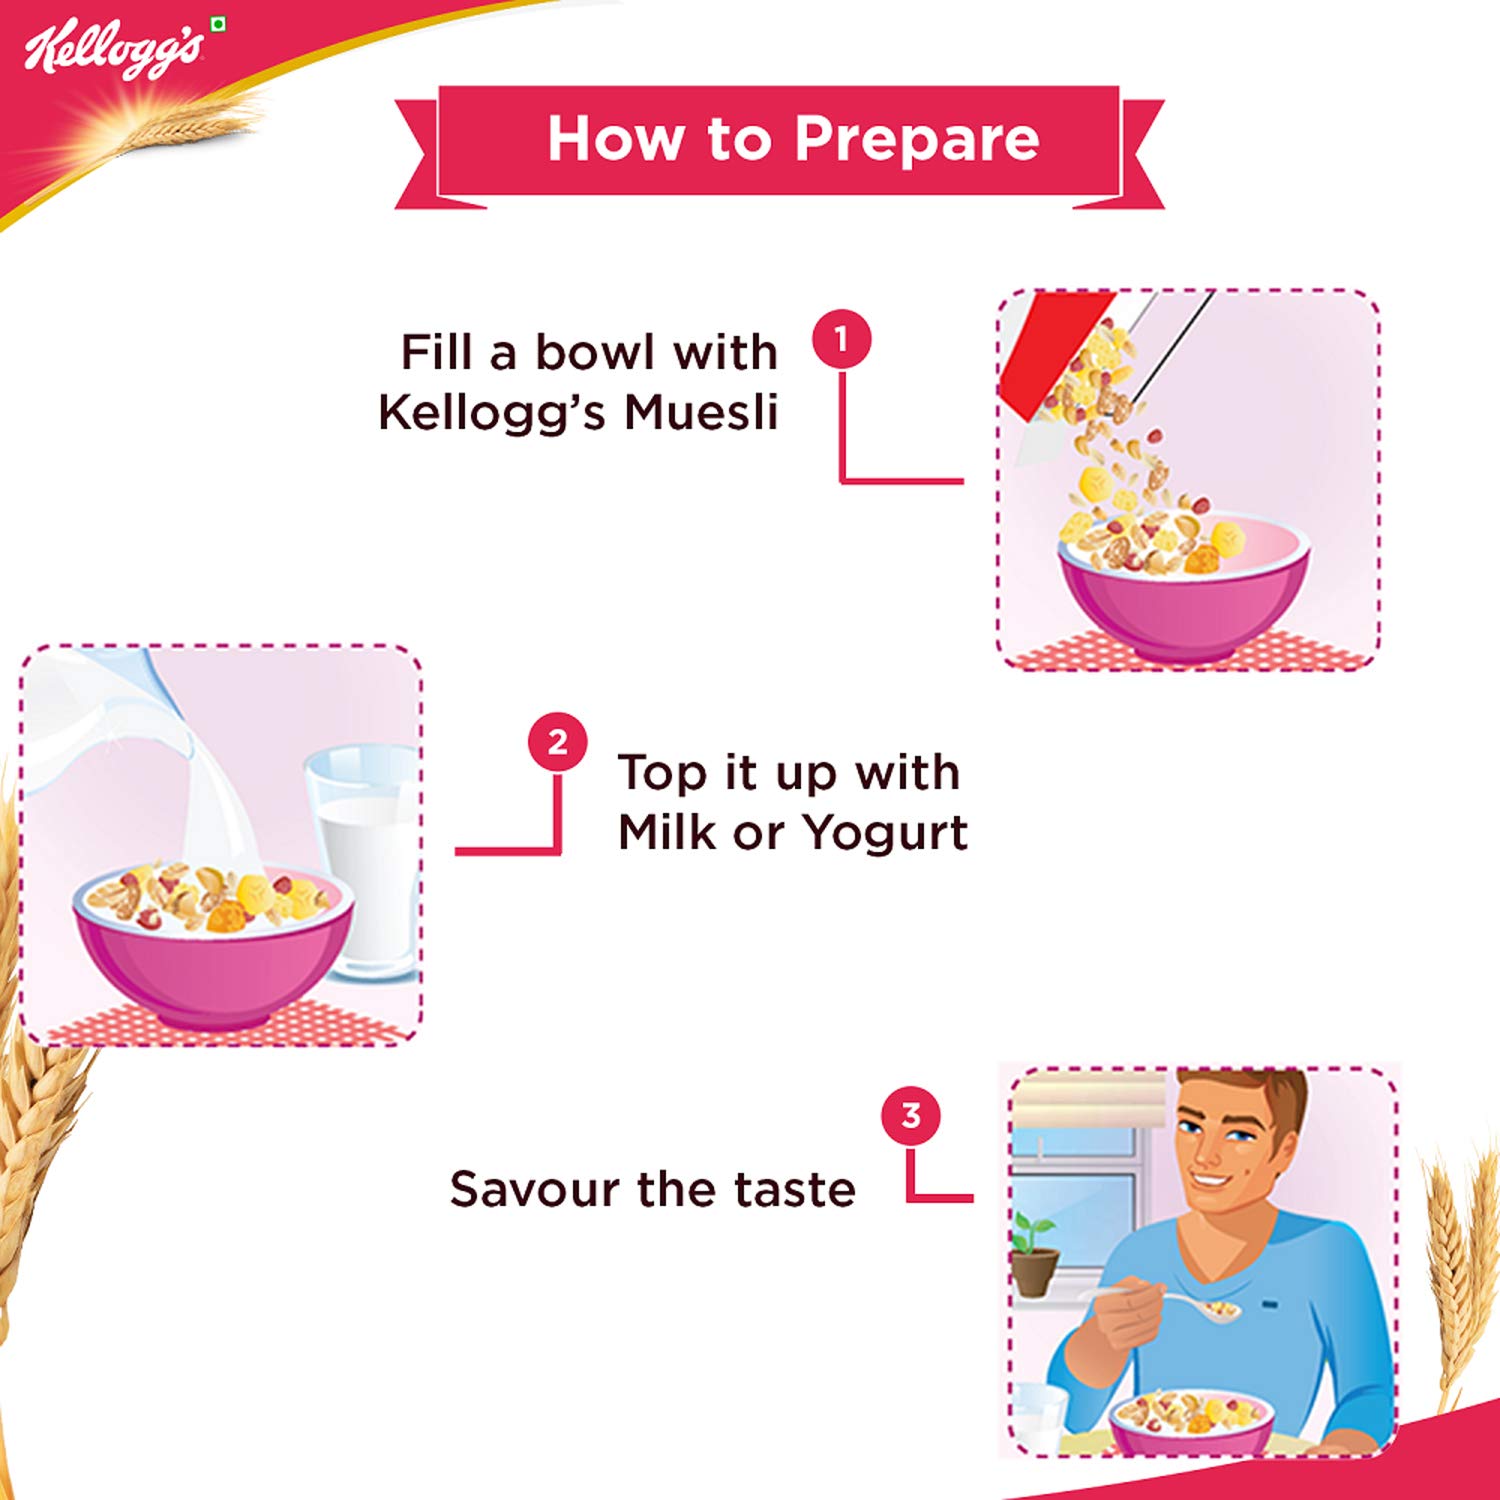 Kellogg's
How to Prepare
1
Fill a bowl with
Kellogg’s Muesli
2
Top it up with
Milk or Yogurt
3
Savour the taste